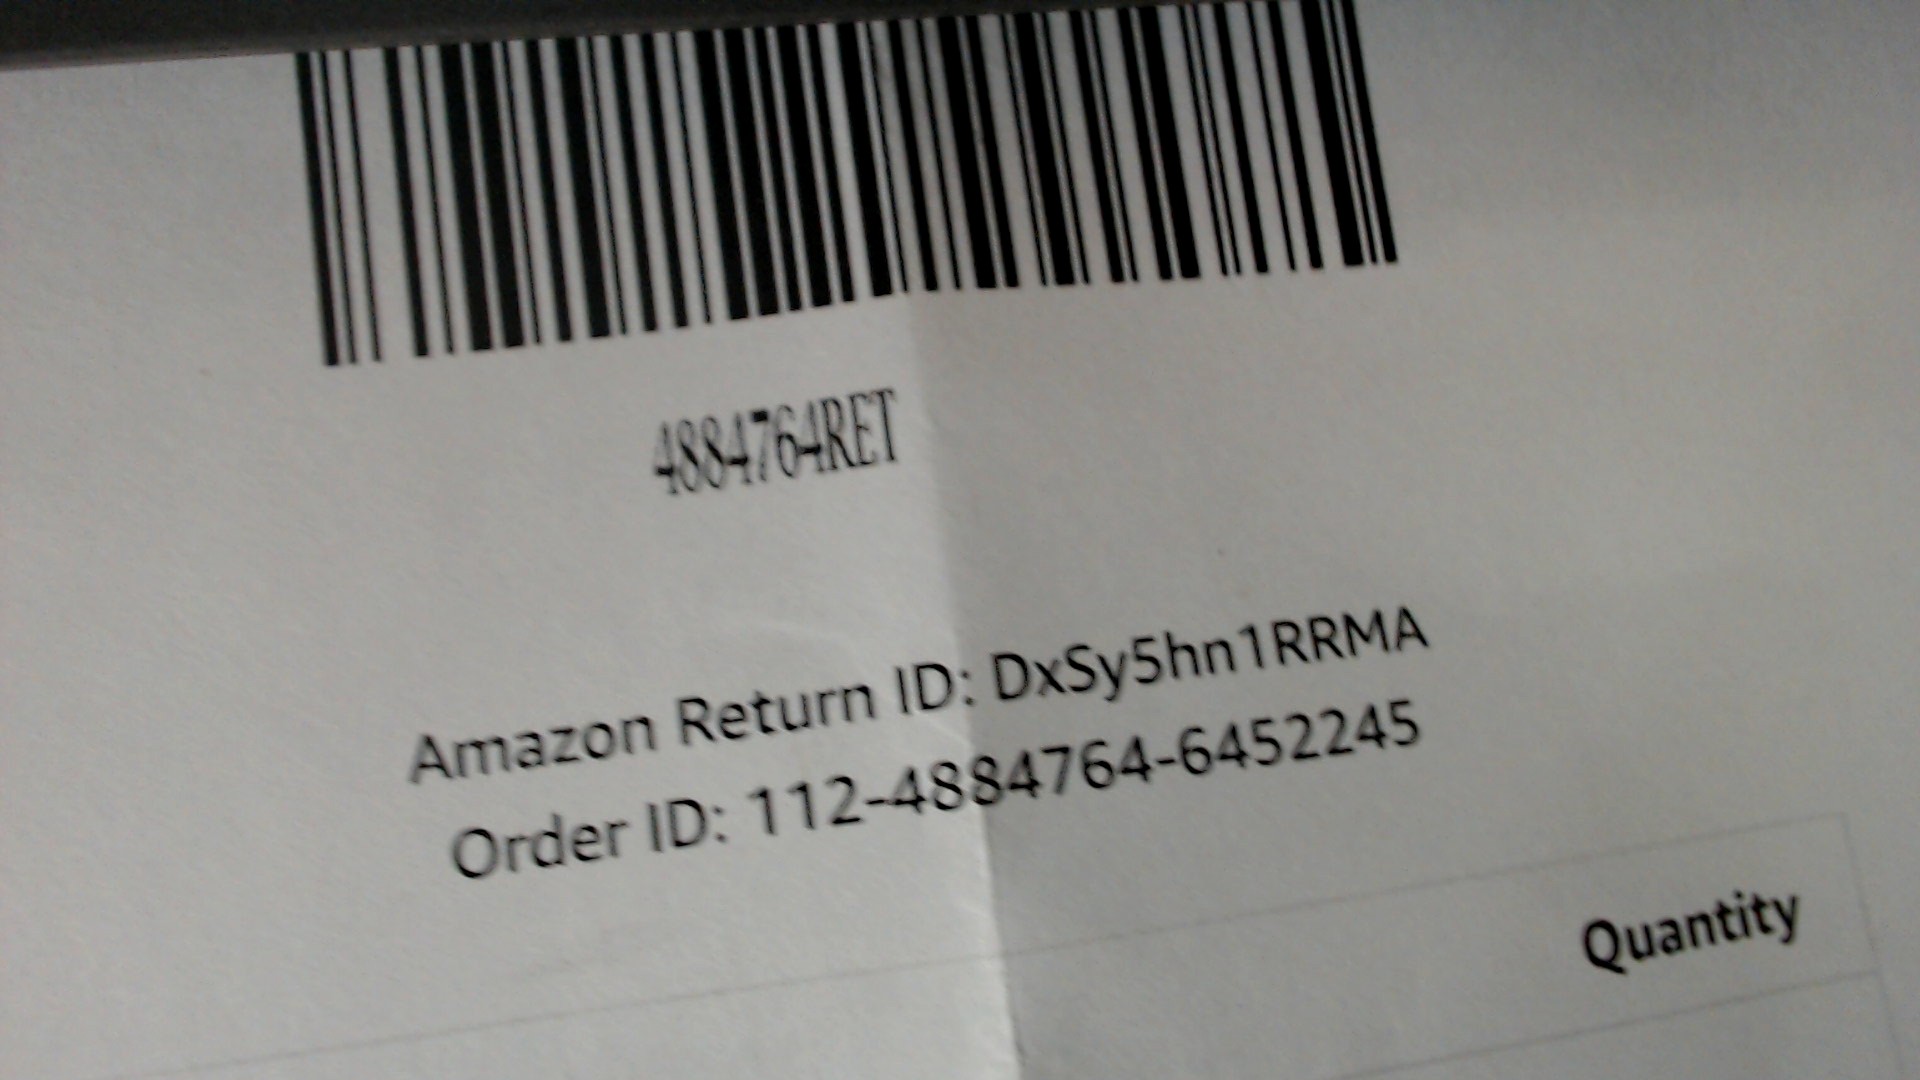 4884764RET
Amazon Return ID: DxSy5hn1RRMA
Order ID: 112-4884764-6452245
Quantity